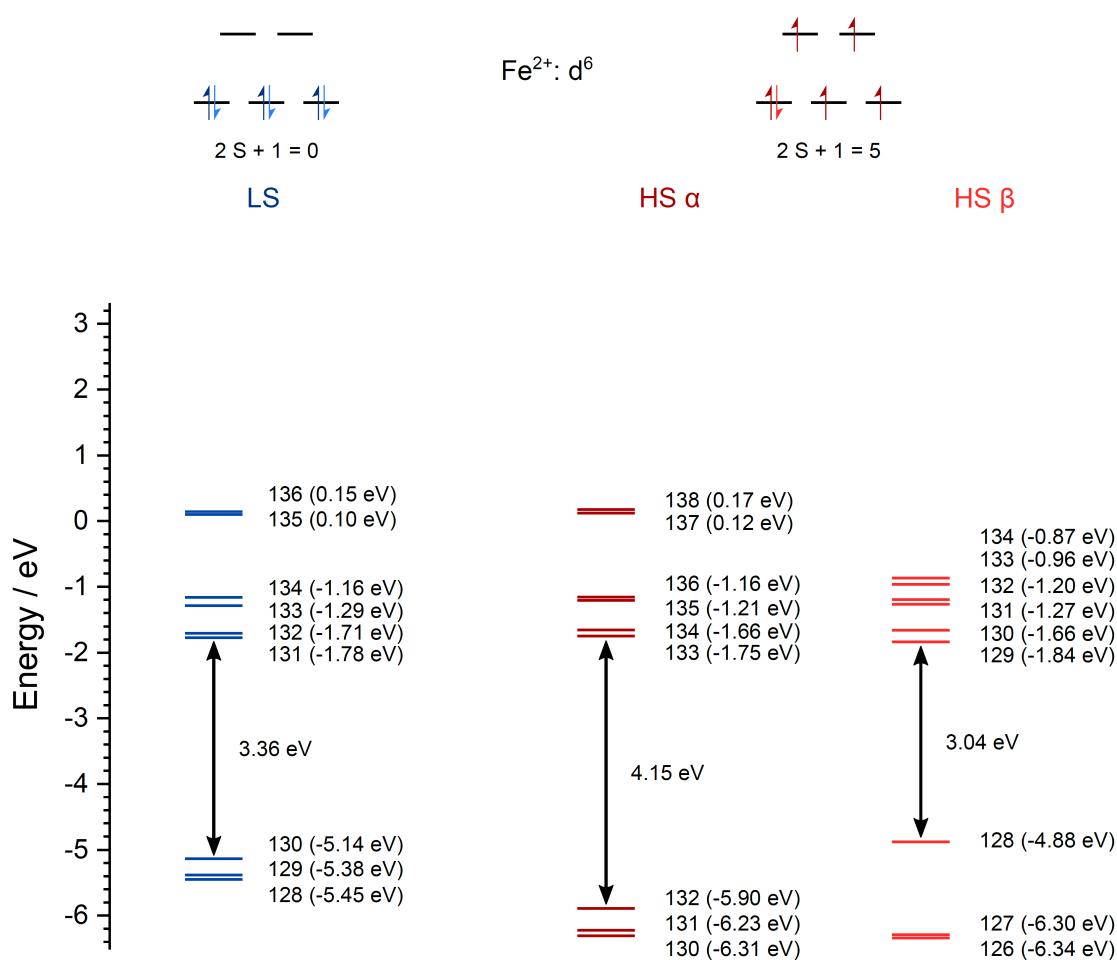 Fe²⁺: d⁶
2 S + 1 = 0
2 S + 1 = 5
LS
HS α
HS β
Energy / eV
3
2
1
0
-1
-2
-3
-4
-5
-6
136 (0.15 eV)
135 (0.10 eV)
134 (-1.16 eV)
133 (-1.29 eV)
132 (-1.71 eV)
131 (-1.78 eV)
3.36 eV
130 (-5.14 eV)
129 (-5.38 eV)
128 (-5.45 eV)
138 (0.17 eV)
137 (0.12 eV)
136 (-1.16 eV)
135 (-1.21 eV)
134 (-1.66 eV)
133 (-1.75 eV)
4.15 eV
132 (-5.90 eV)
131 (-6.23 eV)
130 (-6.31 eV)
134 (-0.87 eV)
133 (-0.96 eV)
132 (-1.20 eV)
131 (-1.27 eV)
130 (-1.66 eV)
129 (-1.84 eV)
3.04 eV
128 (-4.88 eV)
127 (-6.30 eV)
126 (-6.34 eV)